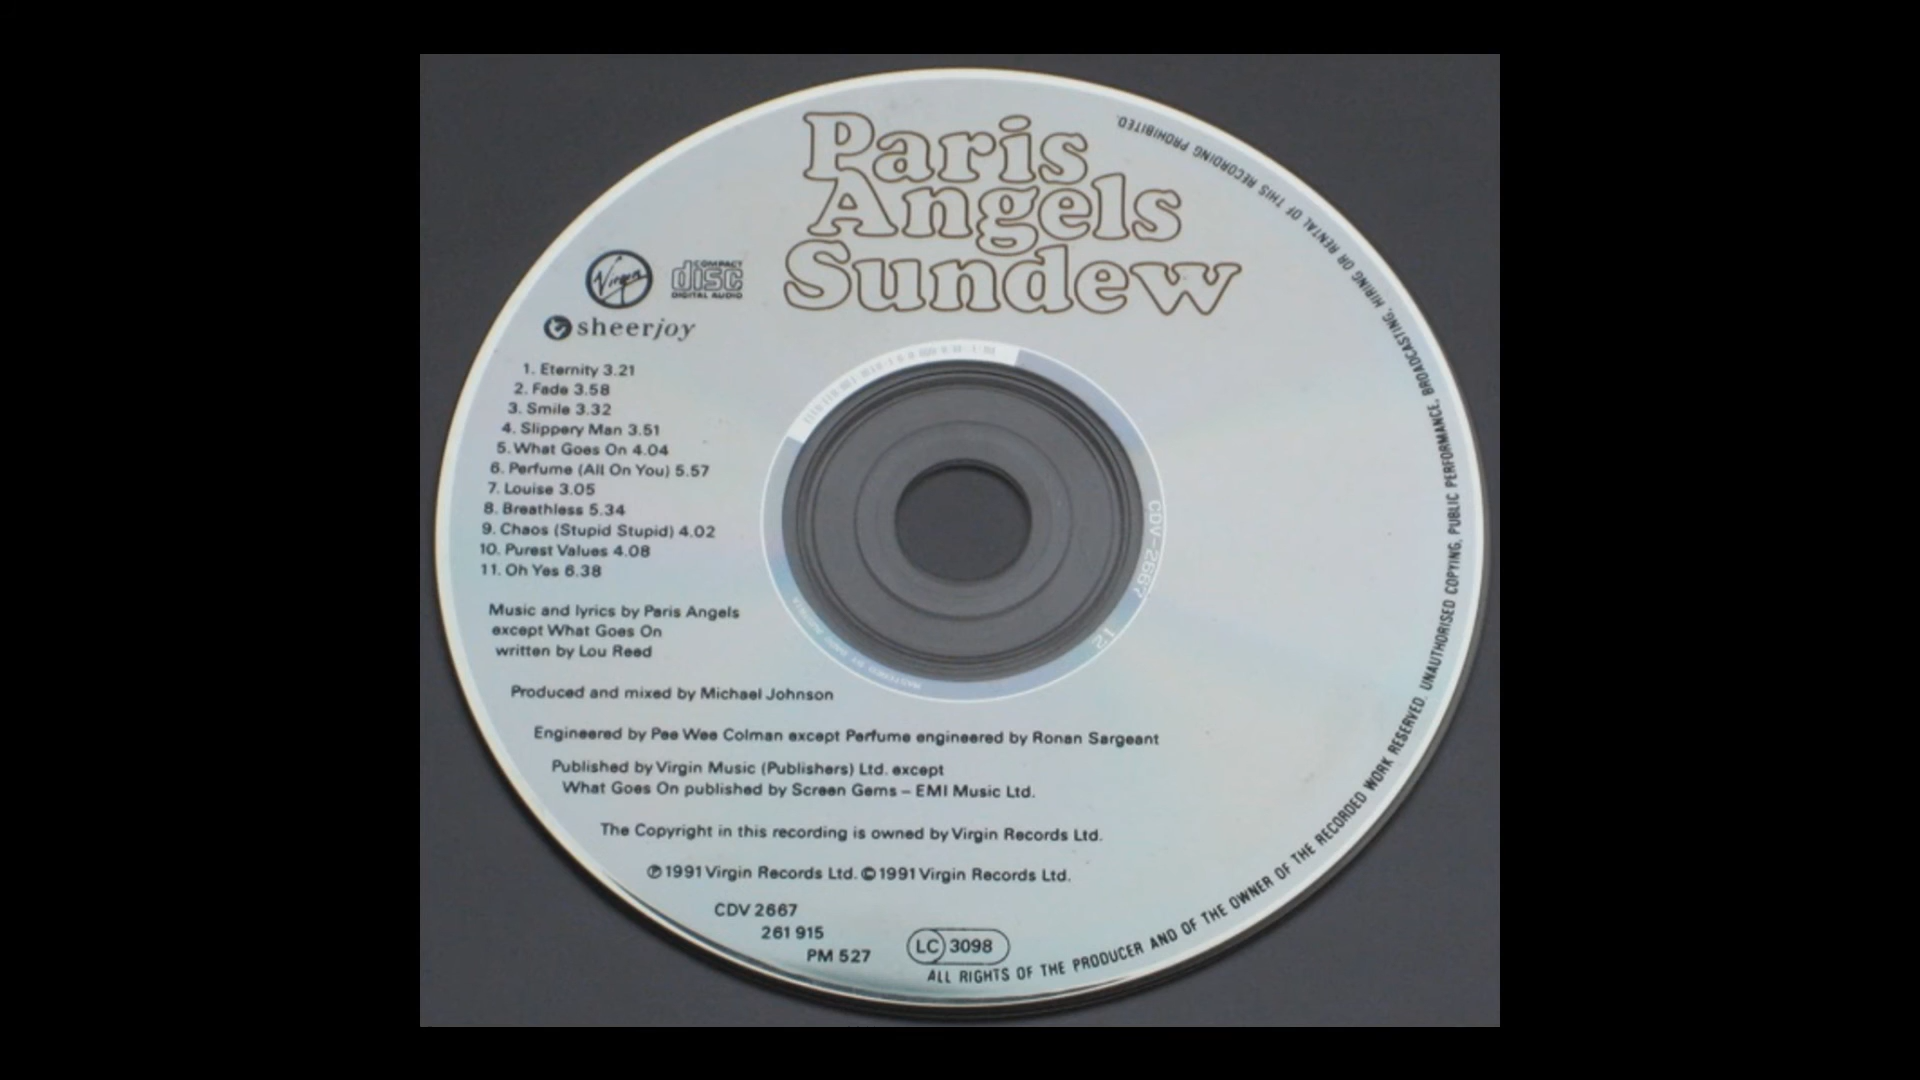 Paris
Angels
Sundew
Virgin
COMPACT
disc
DIGITAL AUDIO
sheerjoy
1. Eternity 3.21
2. Fade 3.58
3. Smile 3.32
4. Slippery Man 3.51
5. What Goes On 4.04
6. Perfume (All On You) 5.57
7. Louise 3.05
8. Breathless 5.34
9. Chaos (Stupid Stupid) 4.02
10. Purest Values 4.08
11. Oh Yes 6.38
Music and lyrics by Paris Angels
except What Goes On
written by Lou Reed
Produced and mixed by Michael Johnson
Engineered by Pee Wee Colman except Perfume engineered by Ronan Sargeant
Published by Virgin Music (Publishers) Ltd. except
What Goes On published by Screen Gems – EMI Music Ltd.
The Copyright in this recording is owned by Virgin Records Ltd.
℗ 1991 Virgin Records Ltd. © 1991 Virgin Records Ltd.
CDV 2667
261 915
PM 527
LC 3098
ALL RIGHTS OF THE PRODUCER AND OF THE OWNER OF THE RECORDED WORK RESERVED. UNAUTHORISED COPYING, PUBLIC PERFORMANCE, BROADCASTING, HIRING OR RENTAL OF THIS RECORDING PROHIBITED.
CDV-2667
12